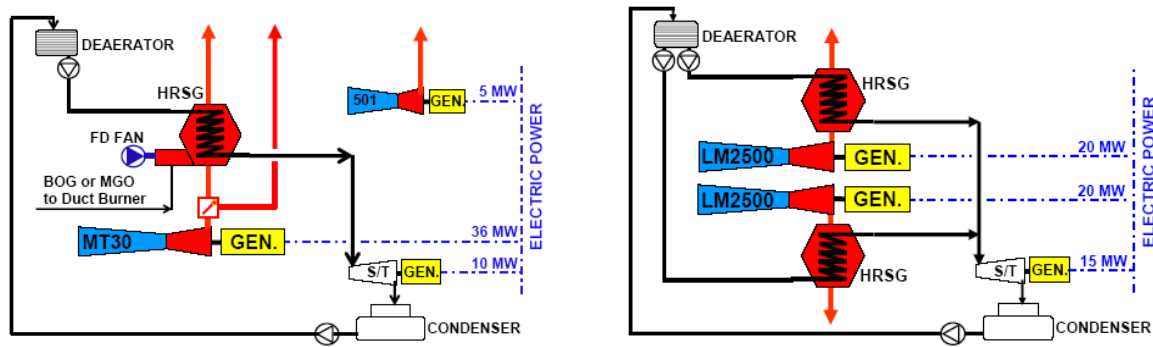 DEAERATOR
HRSG
501
GEN.
5 MW
FD FAN
BOG or MGO
to Duct Burner
MT30
GEN.
36 MW
S/T
GEN.
10 MW
CONDENSER
ELECTRIC POWER
DEAERATOR
HRSG
LM2500
GEN.
20 MW
LM2500
GEN.
20 MW
HRSG
S/T
GEN.
15 MW
CONDENSER
ELECTRIC POWER